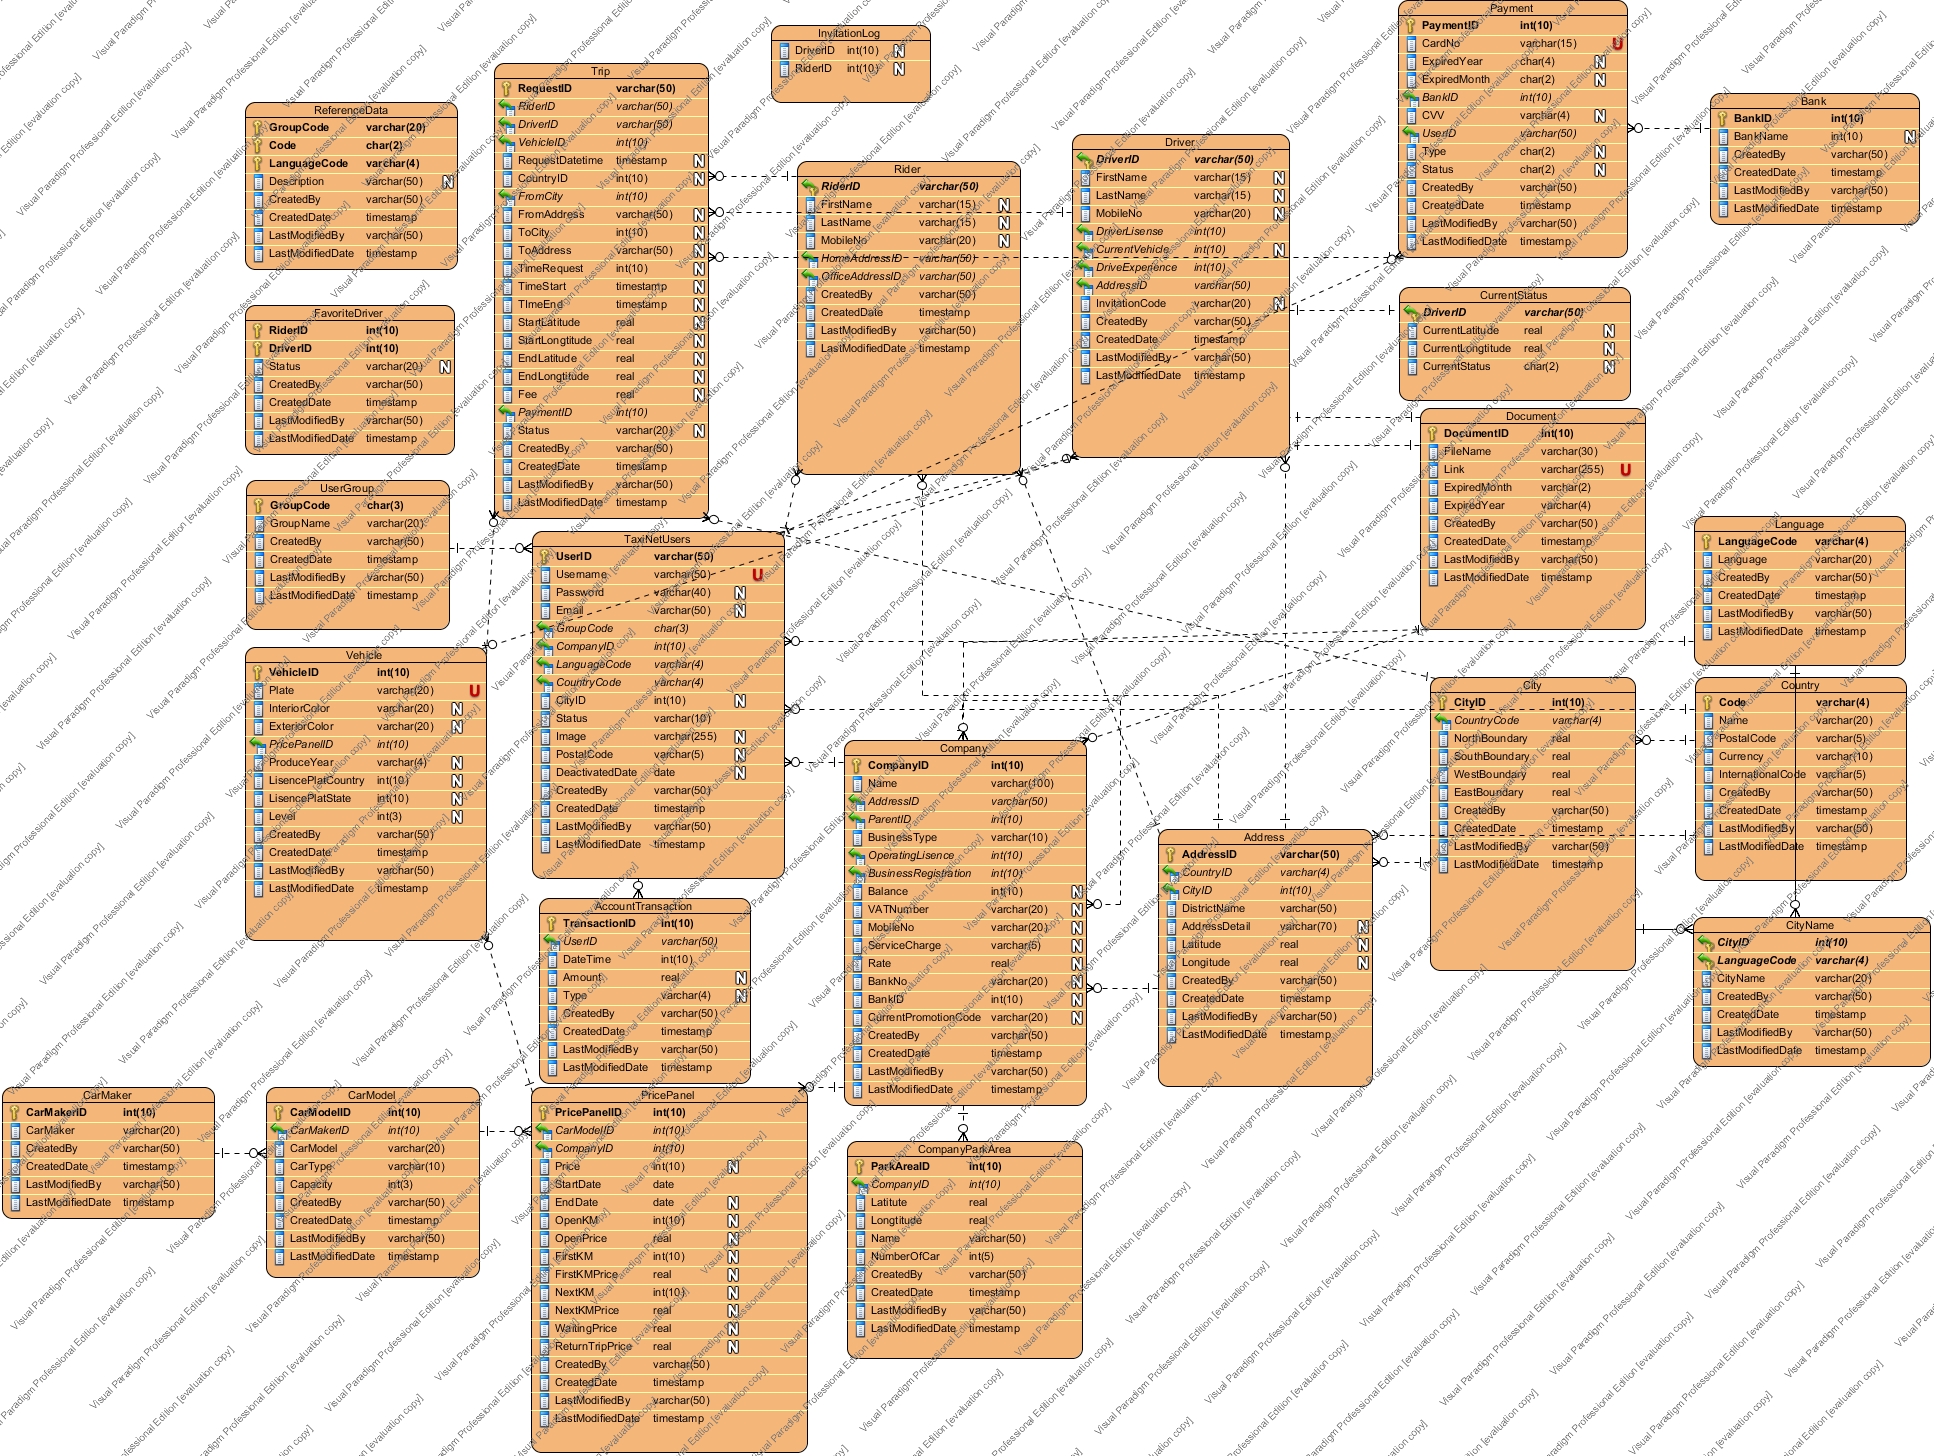 InvitationLog
DriverID int(10) N
RiderID int(10) N
Payment
PaymentID int(10)
CardNo varchar(15) U
ExpiredYear char(4) N
ExpiredMonth char(2) N
BankID int(10)
CVV varchar(4) N
UserID varchar(50)
Type char(2) N
Status char(2) N
CreatedBy varchar(50)
CreatedDate timestamp
LastModifiedBy varchar(50)
LastModifiedDate timestamp
Bank
BankID int(10)
BankName int(10) N
CreatedBy varchar(50)
CreatedDate timestamp
LastModifiedBy varchar(50)
LastModifiedDate timestamp
Trip
RequestID varchar(50)
RiderID varchar(50)
DriverID varchar(50)
VehicleID int(10)
RequestDatetime timestamp N
CountryID int(10) N
FromCity int(10)
FromAddress varchar(50) N
ToCity int(10) N
ToAddress varchar(50) N
TimeRequest int(10) N
TimeStart timestamp N
TImeEnd timestamp N
StartLatitude real N
StartLongtitude real N
EndLatitude real N
EndLongtitude real N
Fee real N
PaymentID int(10)
Status varchar(20) N
CreatedBy varchar(50)
CreatedDate timestamp
LastModifiedBy varchar(50)
LastModifiedDate timestamp
ReferenceData
GroupCode varchar(20)
Code char(2)
LanguageCode varchar(4)
Description varchar(50) N
CreatedBy varchar(50)
CreatedDate timestamp
LastModifiedBy varchar(50)
LastModifiedDate timestamp
Rider
RiderID varchar(50)
FirstName varchar(15) N
LastName varchar(15) N
MobileNo varchar(20) N
HomeAddressID varchar(50)
OfficeAddressID varchar(50)
CreatedBy varchar(50)
CreatedDate timestamp
LastModifiedBy varchar(50)
LastModifiedDate timestamp
Driver
DriverID varchar(50)
FirstName varchar(15) N
LastName varchar(15) N
MobileNo varchar(20) N
DriverLisense int(10)
CurrentVehicle int(10) N
DriveExperience int(10)
AddressID varchar(50)
InvitationCode varchar(20) N
CreatedBy varchar(50)
CreatedDate timestamp
LastModifiedBy varchar(50)
LastModifiedDate timestamp
CurrentStatus
DriverID varchar(50)
CurrentLatitude real N
CurrentLongtitude real N
CurrentStatus char(2) N
FavoriteDriver
RiderID int(10)
DriverID int(10)
Status varchar(20) N
CreatedBy varchar(50)
CreatedDate timestamp
LastModifiedBy varchar(50)
LastModifiedDate timestamp
Document
DocumentID int(10)
FileName varchar(30)
Link varchar(255) U
ExpiredMonth varchar(2)
ExpiredYear varchar(4)
CreatedBy varchar(50)
CreatedDate timestamp
LastModifiedBy varchar(50)
LastModifiedDate timestamp
UserGroup
GroupCode char(3)
GroupName varchar(20)
CreatedBy varchar(50)
CreatedDate timestamp
LastModifiedBy varchar(50)
LastModifiedDate timestamp
TaxiNetUsers
UserID varchar(50)
Username varchar(50) U
Password varchar(40) N
Email varchar(50) N
GroupCode char(3)
CompanyID int(10)
LanguageCode varchar(4)
CountryCode varchar(4)
CityID int(10) N
Status varchar(10)
Image varchar(255) N
PostalCode varchar(5) N
DeactivatedDate date N
CreatedBy varchar(50)
CreatedDate timestamp
LastModifiedBy varchar(50)
LastModifiedDate timestamp
Language
LanguageCode varchar(4)
Language varchar(20)
CreatedBy varchar(50)
CreatedDate timestamp
LastModifiedBy varchar(50)
LastModifiedDate timestamp
Vehicle
VehicleID int(10)
Plate varchar(20) U
InteriorColor varchar(20) N
ExteriorColor varchar(20) N
PricePanelID int(10)
ProduceYear varchar(4) N
LisencePlatCountry int(10) N
LisencePlatState int(10) N
Level int(3) N
CreatedBy varchar(50)
CreatedDate timestamp
LastModifiedBy varchar(50)
LastModifiedDate timestamp
City
CityID int(10)
CountryCode varchar(4)
NorthBoundary real
SouthBoundary real
WestBoundary real
EastBoundary real
CreatedBy varchar(50)
CreatedDate timestamp
LastModifiedBy varchar(50)
LastModifiedDate timestamp
Country
Code varchar(4)
Name varchar(20)
PostalCode varchar(5)
Currency varchar(10)
InternationalCode varchar(5)
CreatedBy varchar(50)
CreatedDate timestamp
LastModifiedBy varchar(50)
LastModifiedDate timestamp
Company
CompanyID int(10)
Name varchar(100)
AddressID varchar(50)
ParentID int(10)
BusinessType varchar(10)
OperatingLisence int(10)
BusinessRegistration int(10)
Balance int(10) N
VATNumber varchar(20) N
MobileNo varchar(20) N
ServiceCharge varchar(5) N
Rate real N
BankNo varchar(20) N
BankID int(10) N
CurrentPromotionCode varchar(20) N
CreatedBy varchar(50)
CreatedDate timestamp
LastModifiedBy varchar(50)
LastModifiedDate timestamp
Address
AddressID varchar(50)
CountryID varchar(4)
CityID int(10)
DistrictName varchar(50)
AddressDetail varchar(70) N
Latitude real N
Longitude real N
CreatedBy varchar(50)
CreatedDate timestamp
LastModifiedBy varchar(50)
LastModifiedDate timestamp
AccountTransaction
TransactionID int(10)
UserID varchar(50)
DateTime int(10)
Amount real N
Type varchar(4) N
CreatedBy varchar(50)
CreatedDate timestamp
LastModifiedBy varchar(50)
LastModifiedDate timestamp
CityName
CityID int(10)
LanguageCode varchar(4)
CityName varchar(20)
CreatedBy varchar(50)
CreatedDate timestamp
LastModifiedBy varchar(50)
LastModifiedDate timestamp
CarMaker
CarMakerID int(10)
CarMaker varchar(20)
CreatedBy varchar(50)
CreatedDate timestamp
LastModifiedBy varchar(50)
LastModifiedDate timestamp
CarModel
CarModelID int(10)
CarMakerID int(10)
CarModel varchar(20)
CarType varchar(10)
Capacity int(3)
CreatedBy varchar(50)
CreatedDate timestamp
LastModifiedBy varchar(50)
LastModifiedDate timestamp
PricePanel
PricePanelID int(10)
CarModelID int(10)
CompanyID int(10)
Price int(10) N
StartDate date
EndDate date N
OpenKM int(10) N
OpenPrice real N
FirstKM int(10) N
FirstKMPrice real N
NextKM int(10) N
NextKMPrice real N
WaitingPrice real N
ReturnTripPrice real N
CreatedBy varchar(50)
CreatedDate timestamp
LastModifiedBy varchar(50)
LastModifiedDate timestamp
CompanyParkArea
ParkAreaID int(10)
CompanyID int(10)
Latitute real
Longtitude real
Name varchar(50)
NumberOfCar int(5)
CreatedBy varchar(50)
CreatedDate timestamp
LastModifiedBy varchar(50)
LastModifiedDate timestamp
Visual Paradigm Professional Edition [evaluation copy]